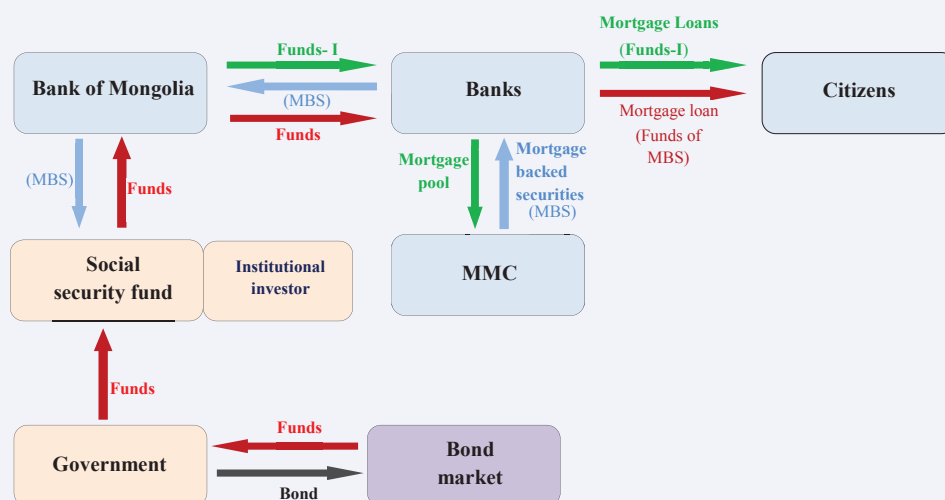 Mortgage Loans
Funds- I
(Funds-I)
Bank of Mongolia
Banks
Citizens
(MBS)
Funds
Mortgage loan
(Funds of
MBS)
(MBS)
Funds
Mortgage
pool
Mortgage
backed
securities
(MBS)
Social
security fund
Institutional
investor
MMC
Funds
Funds
Government
Bond
market
Bond